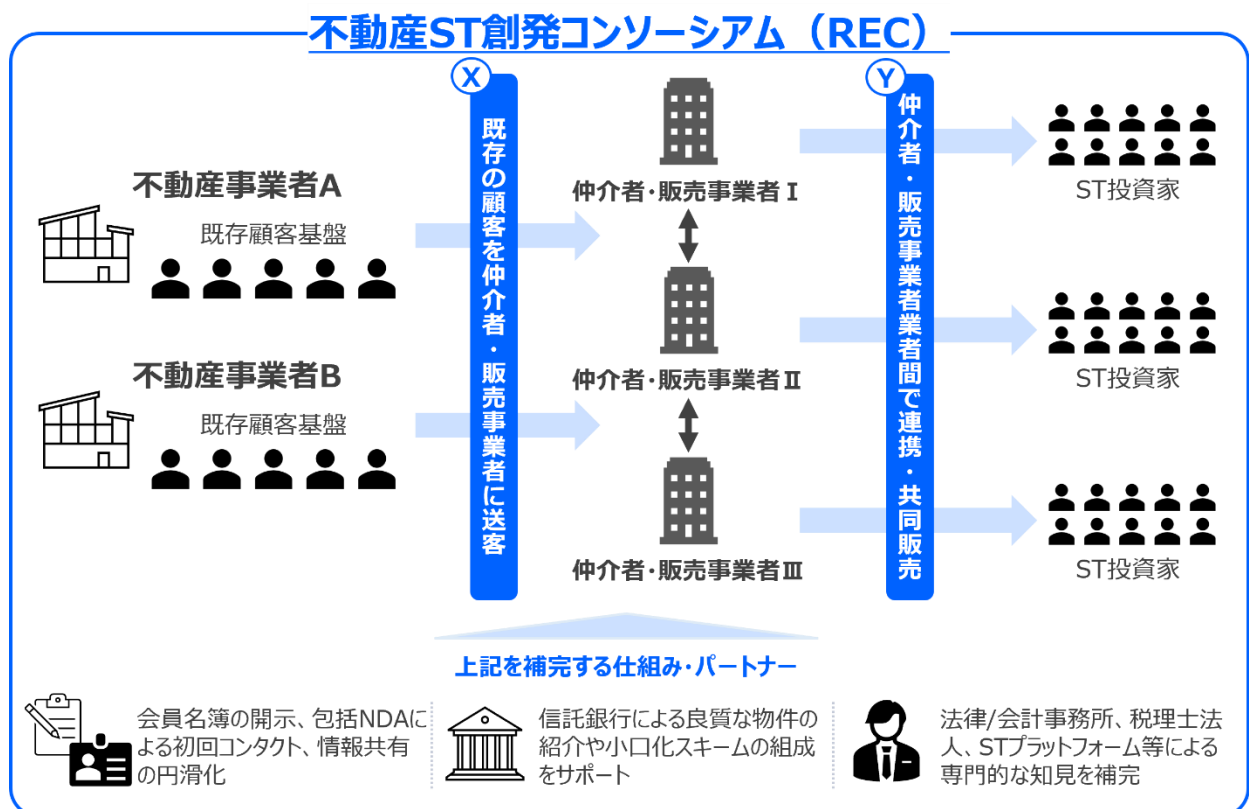 不動産ST創発コンソーシアム（REC）
X
既存の顧客を仲介者・販売事業者に送客
Y
仲介者・販売事業者業者間で連携・共同販売
不動産事業者A
既存顧客基盤
不動産事業者B
既存顧客基盤
仲介者･販売事業者Ⅰ
仲介者･販売事業者Ⅱ
仲介者･販売事業者Ⅲ
ST投資家
ST投資家
ST投資家
上記を補完する仕組み･パートナー
会員名簿の開示、包括NDAに
よる初回コンタクト、情報共有
の円滑化
信託銀行による良質な物件の
紹介や小口化スキームの組成
をサポート
法律/会計事務所、税理士法
人、STプラットフォーム等による
専門的な知見を補完